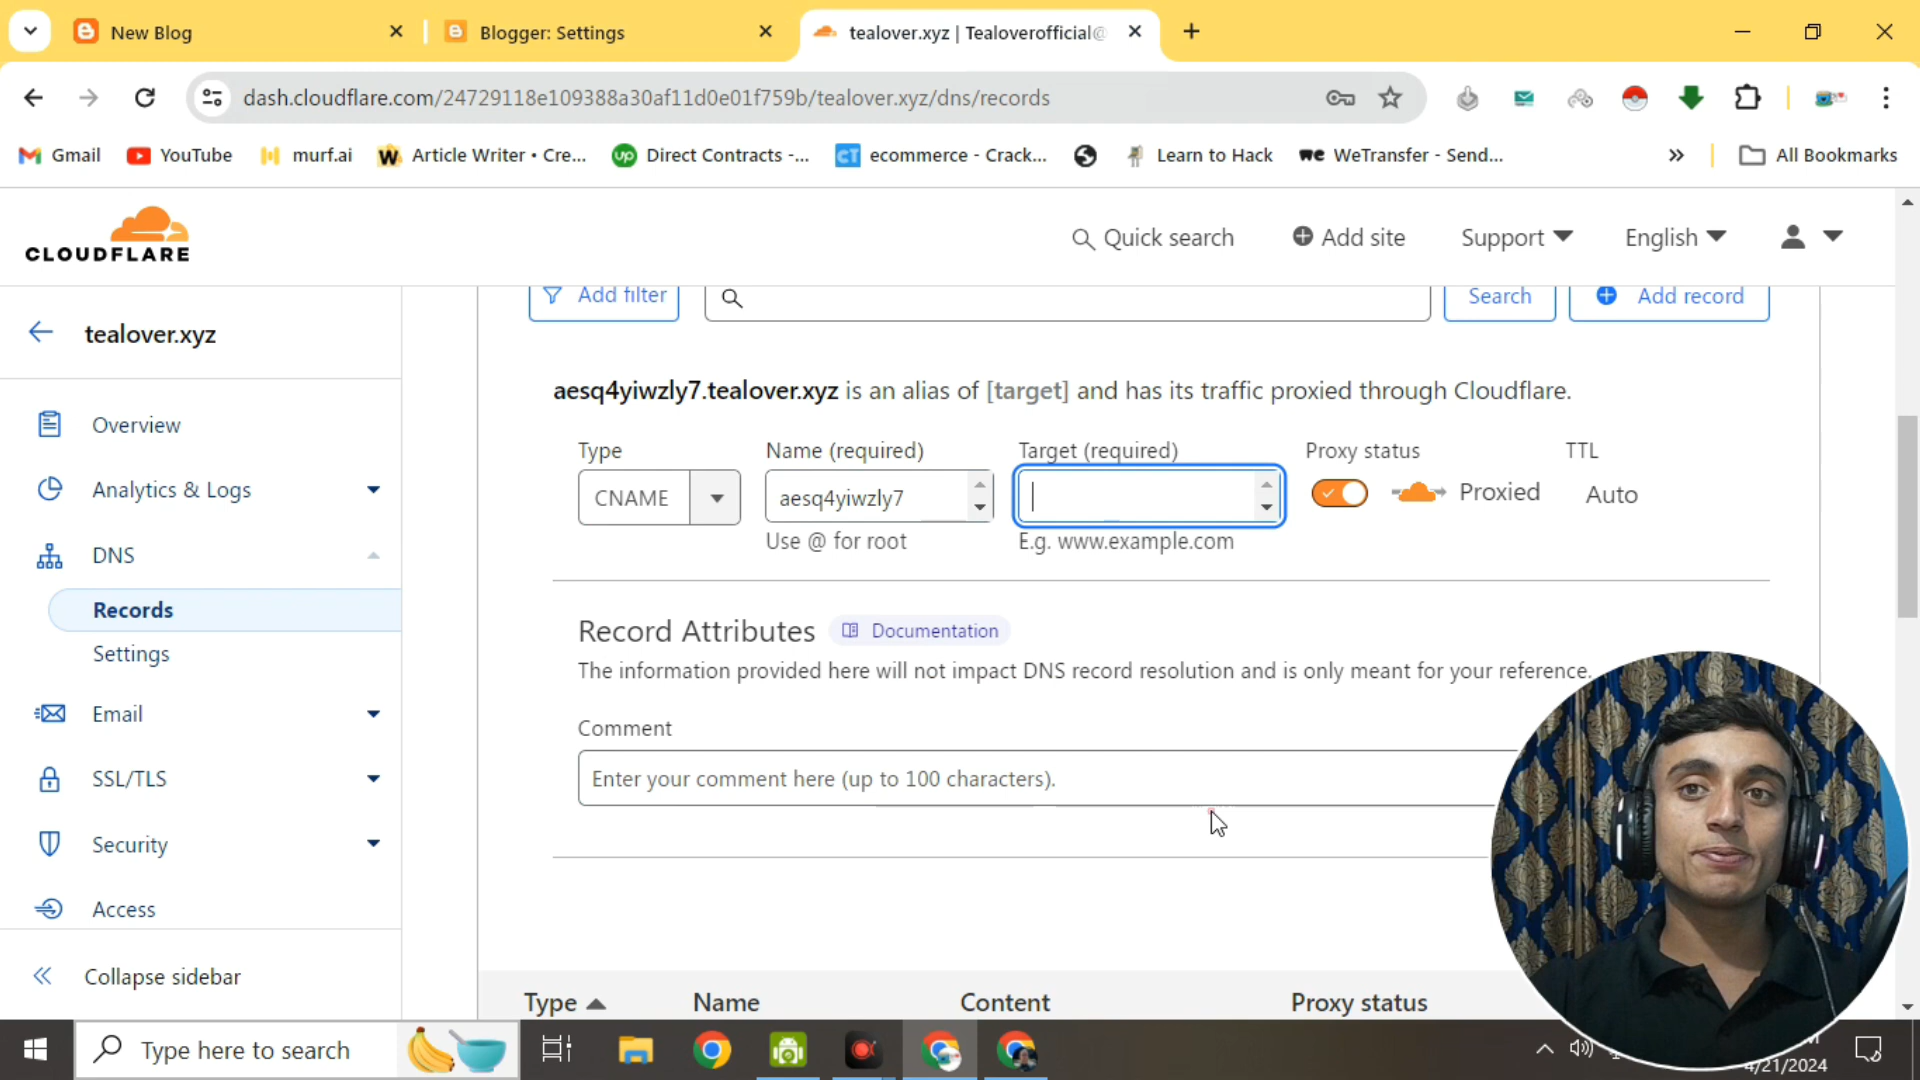 New Blog
Blogger: Settings
tealover.xyz | Tealoverofficial@
dash.cloudflare.com/24729118e109388a30af11d0e01f759b/tealover.xyz/dns/records
Gmail
YouTube
murf.ai
Article Writer • Cre...
Direct Contracts -...
ecommerce - Crack...
Learn to Hack
WeTransfer - Send...
All Bookmarks
CLOUDFLARE
Quick search
Add site
Support
English
tealover.xyz
Overview
Analytics & Logs
DNS
Records
Settings
Email
SSL/TLS
Security
Access
Collapse sidebar
Add filter
Search
Add record
aesq4yiwzly7.tealover.xyz is an alias of [target] and has its traffic proxied through Cloudflare.
Type
Name (required)
Target (required)
Proxy status
TTL
CNAME
aesq4yiwzly7
Proxied
Auto
Use @ for root
E.g. www.example.com
Record Attributes
Documentation
The information provided here will not impact DNS record resolution and is only meant for your reference.
Comment
Enter your comment here (up to 100 characters).
Type
Name
Content
Proxy status
Type here to search
4/21/2024